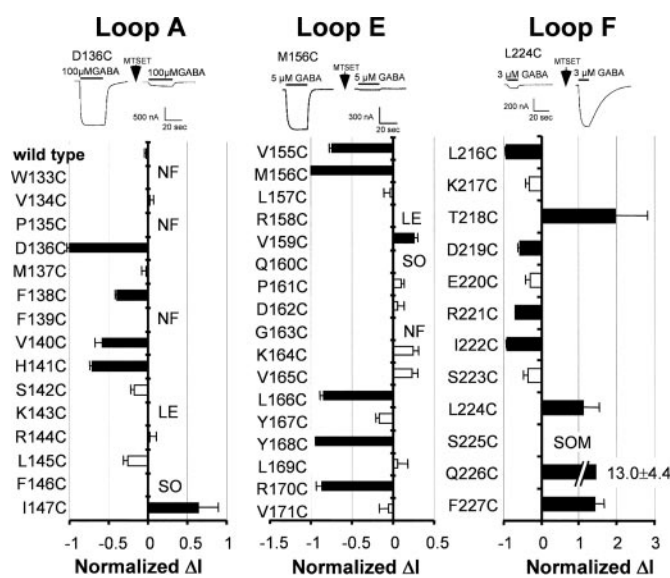 Loop A
D136C
MTSET
100µMGABA
100µMGABA
500 nA
20 sec
wild type
W133C NF
V134C
P135C NF
D136C
M137C
F138C
F139C NF
V140C
H141C
S142C
K143C LE
R144C
L145C
F146C SO
I147C
-1 0 1
Normalized ΔI
Loop E
M156C
MTSET
5 µM GABA
5 µM GABA
300 nA
20 sec
V155C
M156C
L157C
R158C LE
V159C
Q160C SO
P161C
D162C
G163C NF
K164C
V165C
L166C
Y167C
Y168C
L169C
R170C
V171C
-1.5 -1 -0.5 0 0.5
Normalized ΔI
Loop F
L224C
MTSET
3 µM GABA
3 µM GABA
200 nA
20 sec
L216C
K217C
T218C
D219C
E220C
R221C
I222C
S223C
L224C
S225C SOM
Q226C 13.0±4.4
F227C
-1 0 1 2 3
Normalized ΔI